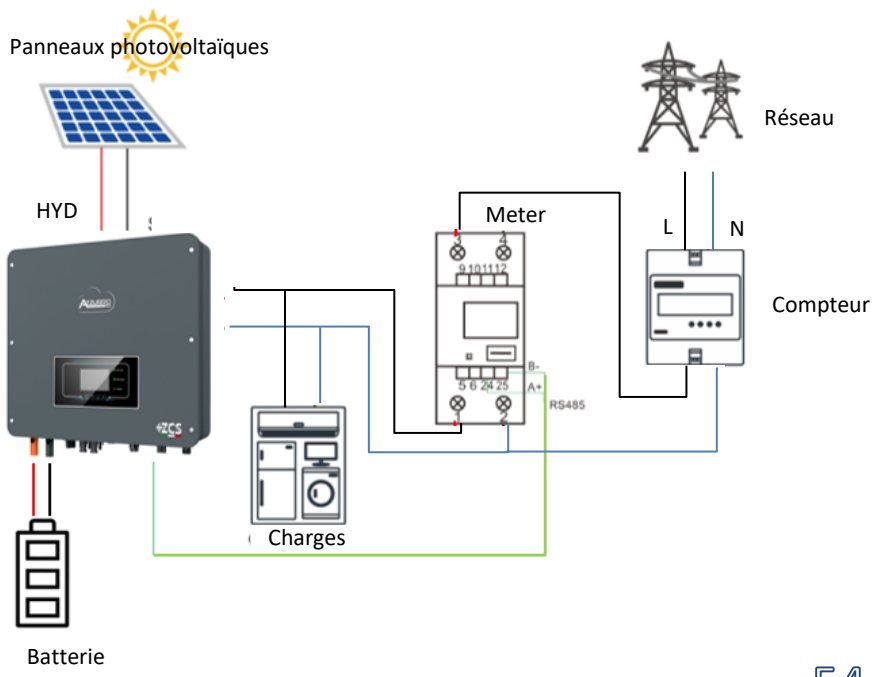 Panneaux photovoltaïques
Réseau
HYD
Meter
L N
3 4
9 10 11 12
Compteur
AZZURRO
B-
5 6 24 25
A+
RS485
1 2
ZCS
Charges
Batterie